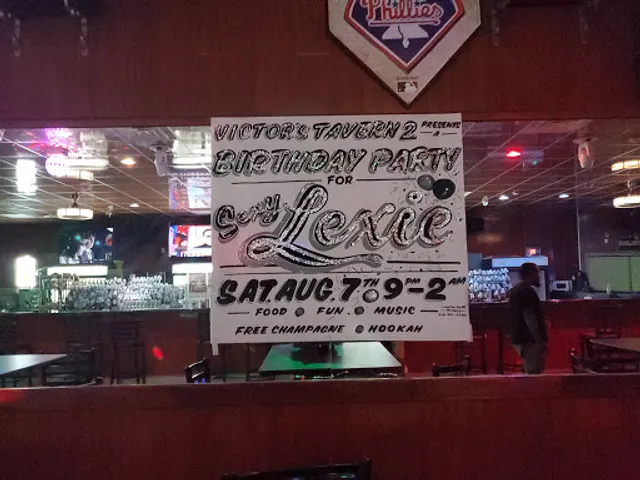 Phillies
VICTOR'S TAVERN 2 PRESENTS
A
BIRTHDAY PARTY
FOR
Sexy Lexie
SAT. AUG. 7TH 9PM-2AM
FOOD • FUN • MUSIC
FREE CHAMPAGNE • HOOKAH